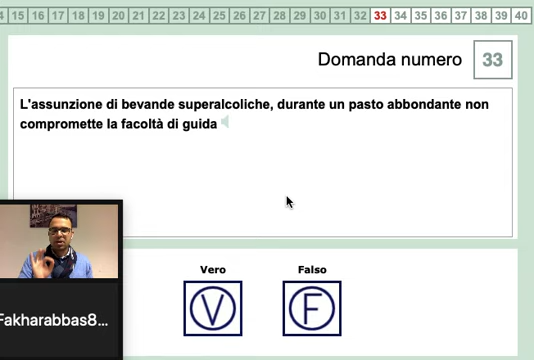 15 16 17 18 19 20 21 22 23 24 25 26 27 28 29 30 31 32 33 34 35 36 37 38 39 40
Domanda numero 33
L'assunzione di bevande superalcoliche, durante un pasto abbondante non
compromette la facoltà di guida
Vero Falso
V F
Fakharabbas8...